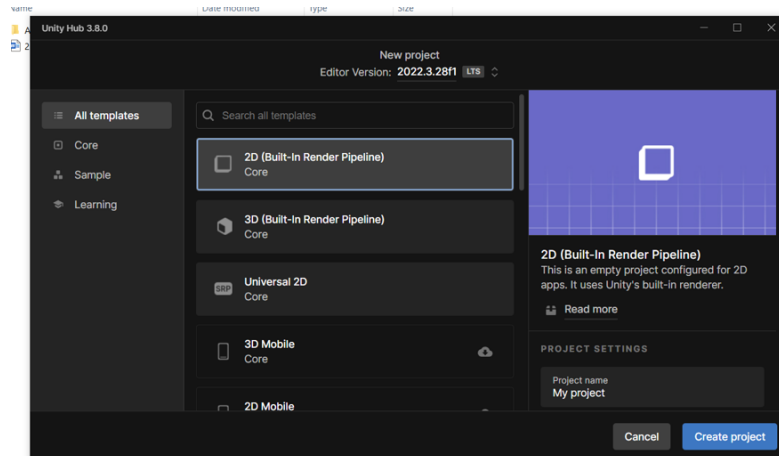 Name Date modified Type Size
A
2
Unity Hub 3.8.0
New project
Editor Version: 2022.3.28f1 LTS
All templates
Core
Sample
Learning
Search all templates
2D (Built-In Render Pipeline)
Core
3D (Built-In Render Pipeline)
Core
SRP
Universal 2D
Core
3D Mobile
Core
2D Mobile
2D (Built-In Render Pipeline)
This is an empty project configured for 2D
apps. It uses Unity's built-in renderer.
Read more
PROJECT SETTINGS
Project name
My project
Cancel Create project